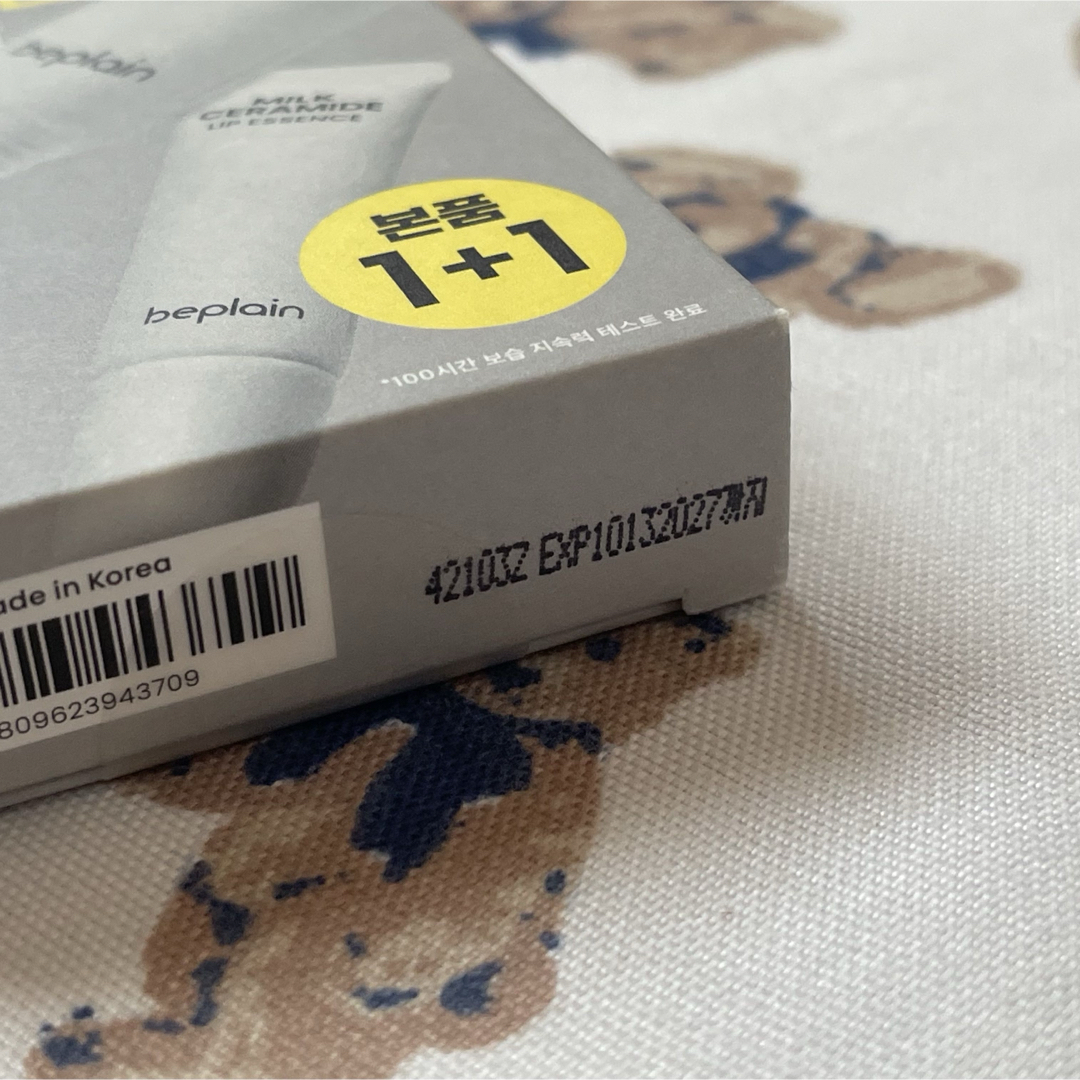 beplain
MILK
CERAMIDE
LIP ESSENCE
본품
1+1
beplain
*100시간 보습 지속력 테스트 완료
421032 EXP10132027까지
ade in Korea
809623943709